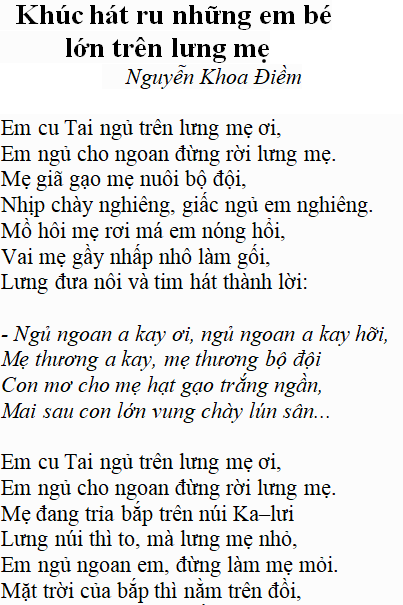 Khúc hát ru những em bé
lớn trên lưng mẹ
Nguyễn Khoa Điềm
Em cu Tai ngủ trên lưng mẹ ơi,
Em ngủ cho ngoan đừng rời lưng mẹ.
Mẹ giã gạo mẹ nuôi bộ đội,
Nhịp chày nghiêng, giấc ngủ em nghiêng.
Mồ hôi mẹ rơi má em nóng hổi,
Vai mẹ gầy nhấp nhô làm gối,
Lưng đưa nôi và tim hát thành lời:
- Ngủ ngoan a kay ơi, ngủ ngoan a kay hỡi,
Mẹ thương a kay, mẹ thương bộ đội
Con mơ cho mẹ hạt gạo trắng ngần,
Mai sau con lớn vung chày lún sân...
Em cu Tai ngủ trên lưng mẹ ơi,
Em ngủ cho ngoan đừng rời lưng mẹ.
Mẹ đang trỉa bắp trên núi Ka–lưi
Lưng núi thì to, mà lưng mẹ nhỏ,
Em ngủ ngoan em, đừng làm mẹ mỏi.
Mặt trời của bắp thì nằm trên đồi,